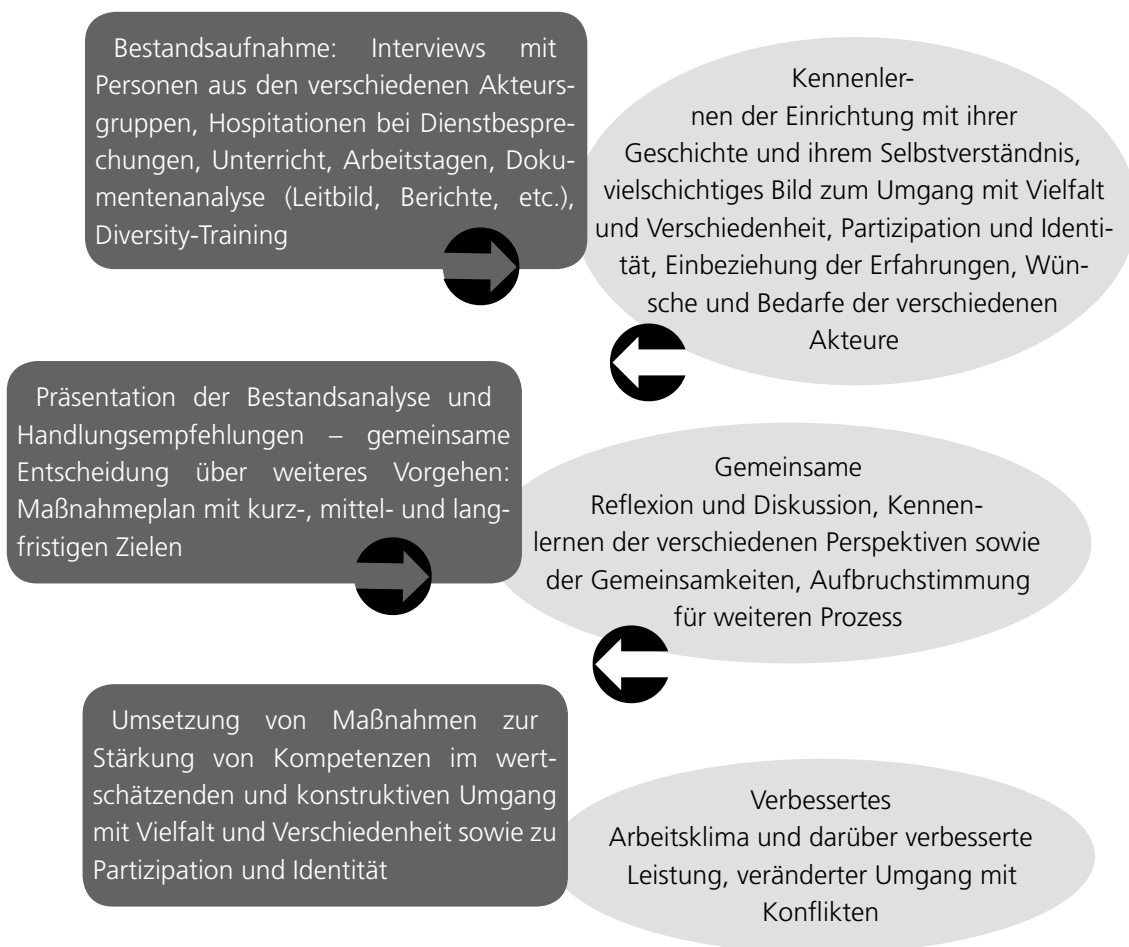 Bestandsaufnahme: Interviews mit
Personen aus den verschiedenen Akteurs-
gruppen, Hospitationen bei Dienstbespre-
chungen, Unterricht, Arbeitstagen, Doku-
mentenanalyse (Leitbild, Berichte, etc.),
Diversity-Training
Kennenler-
nen der Einrichtung mit ihrer
Geschichte und ihrem Selbstverständnis,
vielschichtiges Bild zum Umgang mit Vielfalt
und Verschiedenheit, Partizipation und Identi-
tät, Einbeziehung der Erfahrungen, Wün-
sche und Bedarfe der verschiedenen
Akteure
Präsentation der Bestandsanalyse und
Handlungsempfehlungen – gemeinsame
Entscheidung über weiteres Vorgehen:
Maßnahmeplan mit kurz-, mittel- und lang-
fristigen Zielen
Gemeinsame
Reflexion und Diskussion, Kennen-
lernen der verschiedenen Perspektiven sowie
der Gemeinsamkeiten, Aufbruchstimmung
für weiteren Prozess
Umsetzung von Maßnahmen zur
Stärkung von Kompetenzen im wert-
schätzenden und konstruktiven Umgang
mit Vielfalt und Verschiedenheit sowie zu
Partizipation und Identität
Verbessertes
Arbeitsklima und darüber verbesserte
Leistung, veränderter Umgang mit
Konflikten